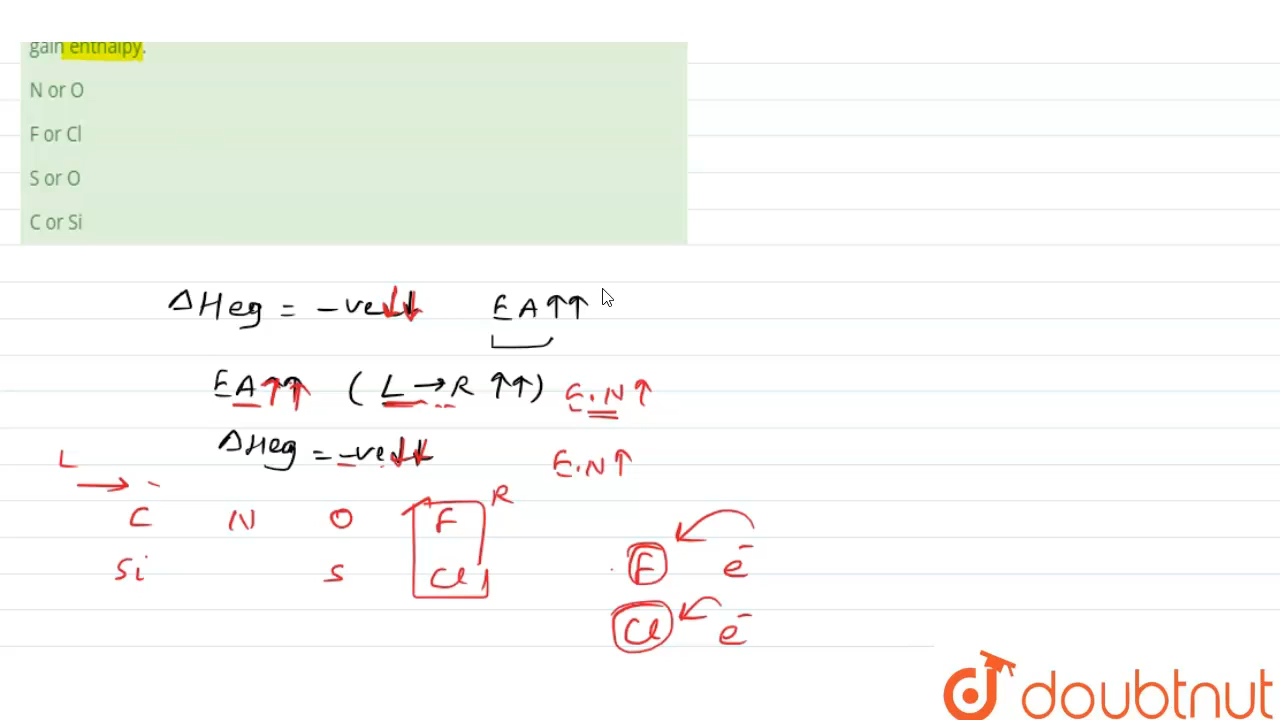 gain enthalpy.
N or O
F or Cl
S or O
C or Si
ΔHeg = -ve↓↓ EA↑↑
EA↑↑ (L → R ↑↑) E.N↑
ΔHeg = -ve↓↓ E.N↑
L → R
C N O F
Si S Cl
F e⁻
Cl e⁻
doubtnut